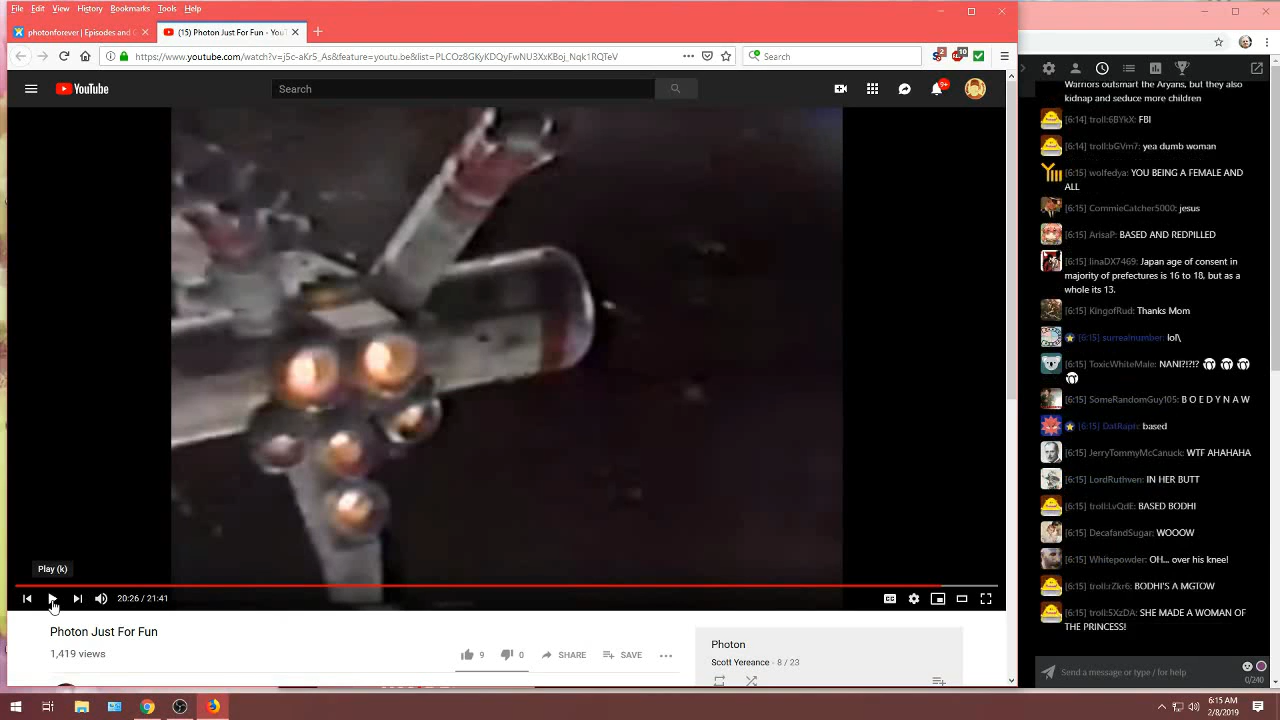 File Edit View History Bookmarks Tools Help
photonforever | Episodes and
(15) Photon Just For Fun - YouT
https://www.youtube.com/watch?v=j5c-aKr5_As&feature=youtu.be&list=PLCOz8GKyKDQyFwNU3XxKBoj_Nqk1RQTeV
Search
2
10
YouTube
Search
9+
Play (k)
20:26 / 21:41
CC
Photon Just For Fun
1,419 views
9
0
SHARE
SAVE
Photon
Scott Yereance - 8 / 23
Warriors outsmart the Aryans, but they also
kidnap and seduce more children
[6:14] troll:6BYkX: FBI
[6:14] troll:bGVm7: yea dumb woman
[6:15] wolfedya: YOU BEING A FEMALE AND
ALL
[6:15] CommieCatcher5000: jesus
[6:15] ArisaP: BASED AND REDPILLED
[6:15] linaDX7469: Japan age of consent in
majority of prefectures is 16 to 18, but as a
whole its 13.
[6:15] KingofRud: Thanks Mom
[6:15] surrealnumber: lol\
[6:15] ToxicWhiteMale: NANI?!?!?
[6:15] SomeRandomGuy105: B O E D Y N A W
[6:15] DatRaptr: based
[6:15] JerryTommyMcCanuck: WTF AHAHAHA
[6:15] LordRuthven: IN HER BUTT
[6:15] troll:LvQdE: BASED BODHI
[6:15] DecafandSugar: WOOOW
[6:15] Whitepowder: OH... over his knee!
[6:15] troll:rZkr6: BODHI'S A MGTOW
[6:15] troll:5XzDA: SHE MADE A WOMAN OF
THE PRINCESS!
Send a message or type / for help
0/240
6:15 AM
2/8/2019